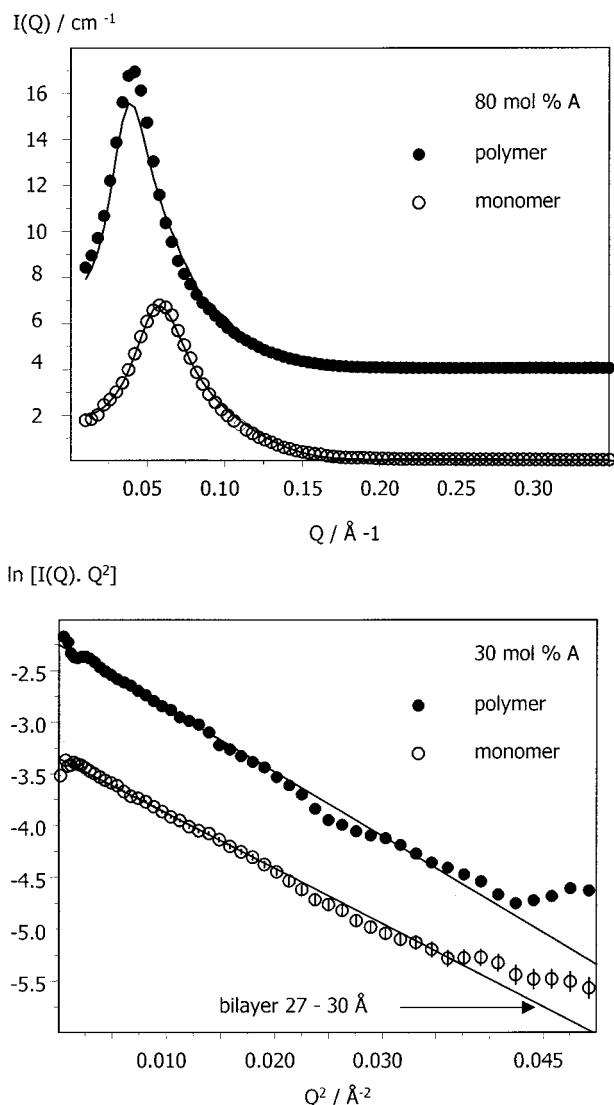 I(Q) / cm -1
16
14
12
10
8
6
4
2
80 mol % A
polymer
monomer
0.05 0.10 0.15 0.20 0.25 0.30
Q / Å -1
ln [I(Q). Q2]
-2.5
-3.0
-3.5
-4.0
-4.5
-5.0
-5.5
30 mol % A
polymer
monomer
bilayer 27 - 30 Å
0.010 0.020 0.030 0.045
Q2 / Å-2